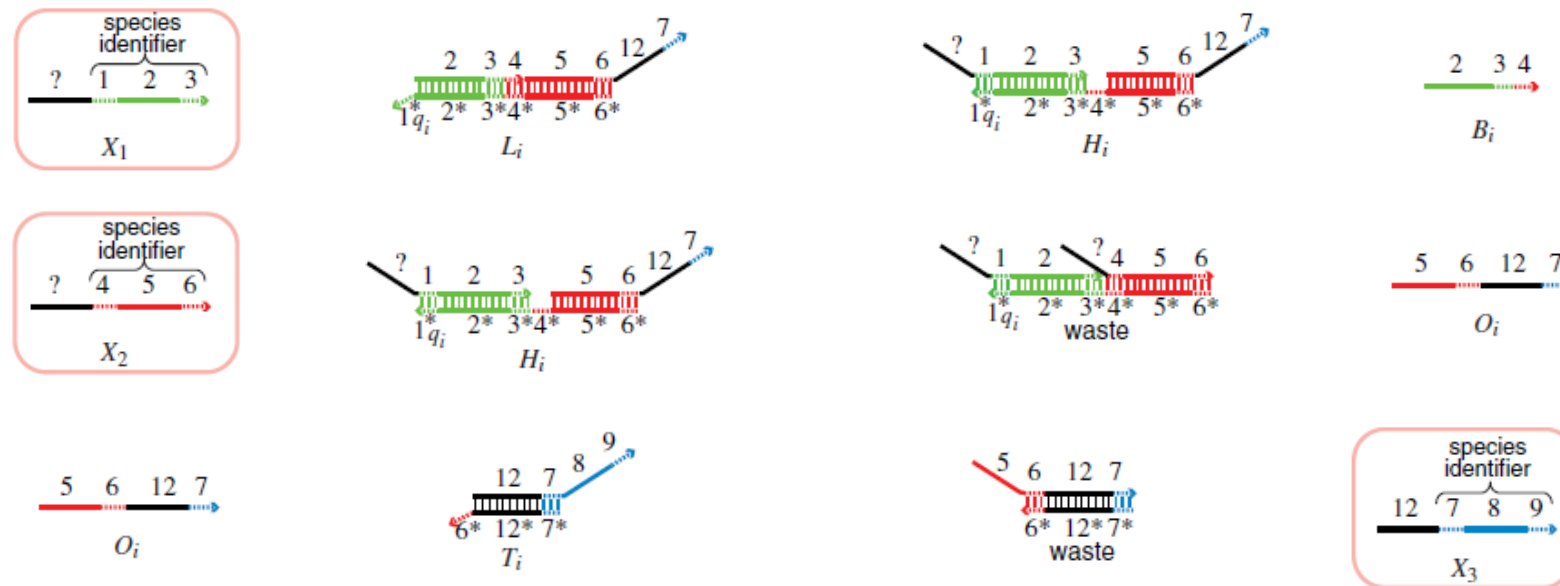 species
identifier
? 1 2 3
X₁
2 3 4 5 6 12 7
1* qᵢ 2* 3* 4* 5* 6*
Lᵢ
? 1 2 3 5 6 12 7
1* qᵢ 2* 3* 4* 5* 6*
Hᵢ
2 3 4
Bᵢ
species
identifier
? 4 5 6
X₂
? 1 2 3 5 6 12 7
1* qᵢ 2* 3* 4* 5* 6*
Hᵢ
? 1 2 ? 4 5 6
1* qᵢ 2* 3* 4* 5* 6*
waste
5 6 12 7
Oᵢ
5 6 12 7
Oᵢ
12 7 8 9
6* 12* 7*
Tᵢ
5 6 12 7
6* 12* 7*
waste
species
identifier
12 7 8 9
X₃